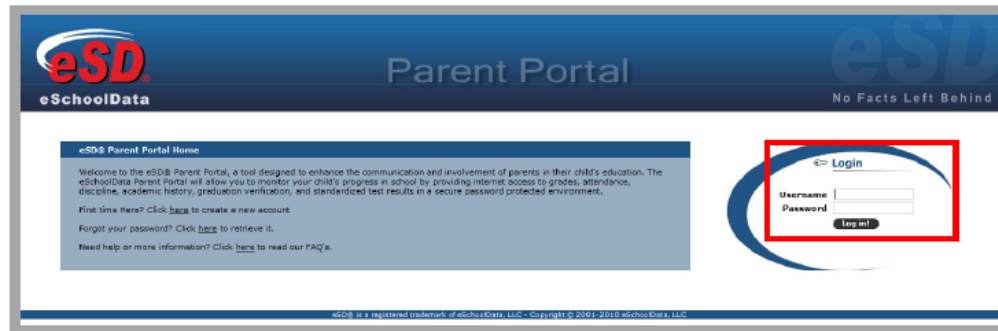 eSD®
eSchoolData
Parent Portal
eSD
No Facts Left Behind
eSD® Parent Portal Home
Welcome to the eSD® Parent Portal, a tool designed to enhance the communication and involvement of parents in their child's education. The
eSchoolData Parent Portal will allow you to monitor your child's progress in school by providing internet access to grades, attendance,
discipline, academic history, graduation verification, and standardized test results in a secure password protected environment.
First time Here? Click here to create a new account
Forgot your password? Click here to retrieve it.
Need help or more information? Click here to read our FAQ's.
Login
Username
Password
Log in!
eSD® is a registered trademark of eSchoolData, LLC - Copyright © 2001-2010 eSchoolData, LLC